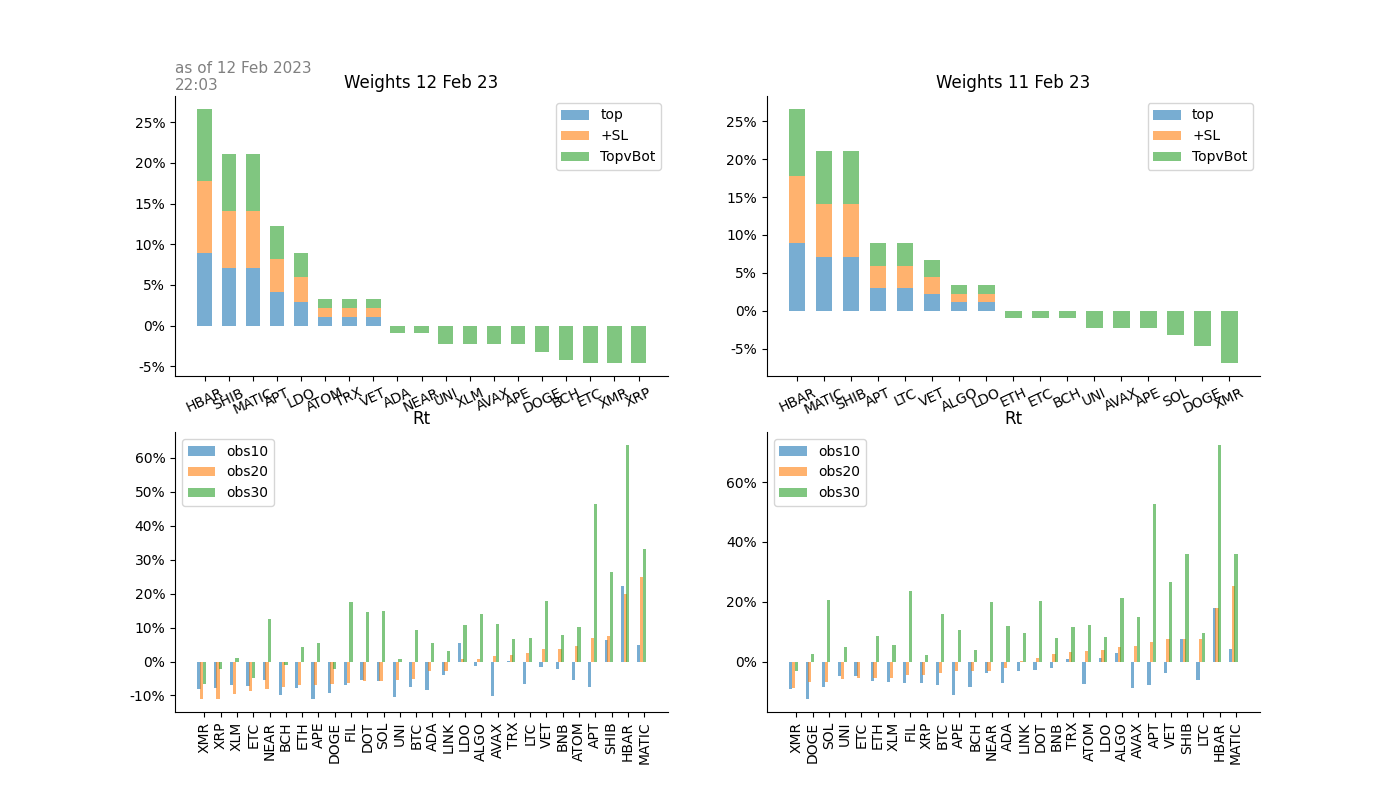 as of 12 Feb 2023
22:03
Weights 12 Feb 23
25%
20%
15%
10%
5%
0%
-5%
top
+SL
TopvBot
HBAR SHIB MATIC APT LDO ATOM TRX VET ADA NEAR UNI XLM AVAX APE DOGE BCH ETC XMR XRP
Weights 11 Feb 23
25%
20%
15%
10%
5%
0%
-5%
top
+SL
TopvBot
HBAR MATIC SHIB APT LTC VET ALGO LDO ETH ETC BCH UNI AVAX APE SOL DOGE XMR
Rt
60%
50%
40%
30%
20%
10%
0%
-10%
obs10
obs20
obs30
XMR XRP XLM ETC NEAR BCH ETH APE DOGE FIL DOT SOL UNI BTC ADA LINK LDO ALGO AVAX TRX LTC VET BNB ATOM APT SHIB HBAR MATIC
Rt
60%
40%
20%
0%
obs10
obs20
obs30
XMR DOGE SOL UNI ETC ETH XLM FIL XRP BTC APE BCH NEAR ADA LINK DOT BNB TRX ATOM LDO ALGO AVAX APT VET SHIB LTC HBAR MATIC